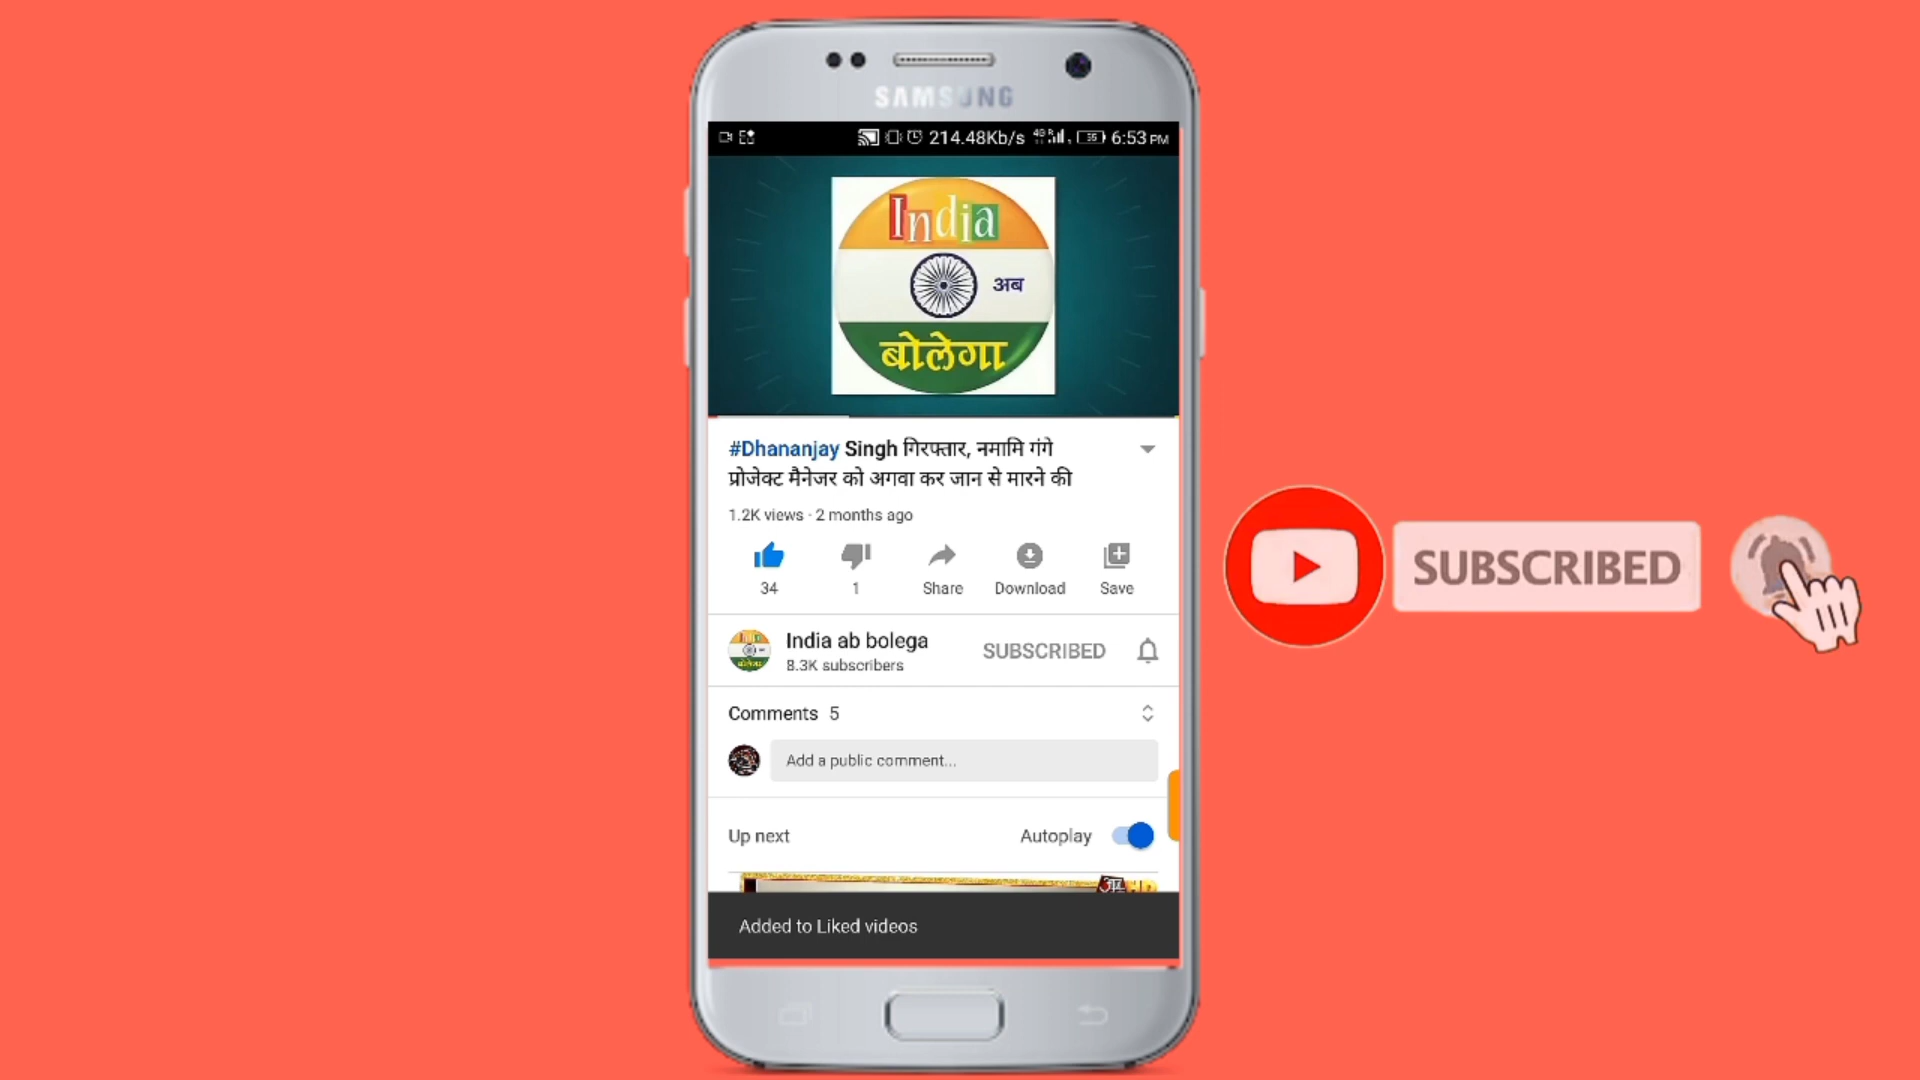 SAMSUNG
214.48Kb/s 4G R 35 6:53 PM
India
अब
बोलेगा
#Dhananjay Singh गिरफ्तार, नमामि गंगे
प्रोजेक्ट मैनेजर को अगवा कर जान से मारने की
1.2K views · 2 months ago
34 1 Share Download Save
India ab bolega
8.3K subscribers
SUBSCRIBED
Comments 5
Add a public comment...
Up next Autoplay
Added to Liked videos
SUBSCRIBED